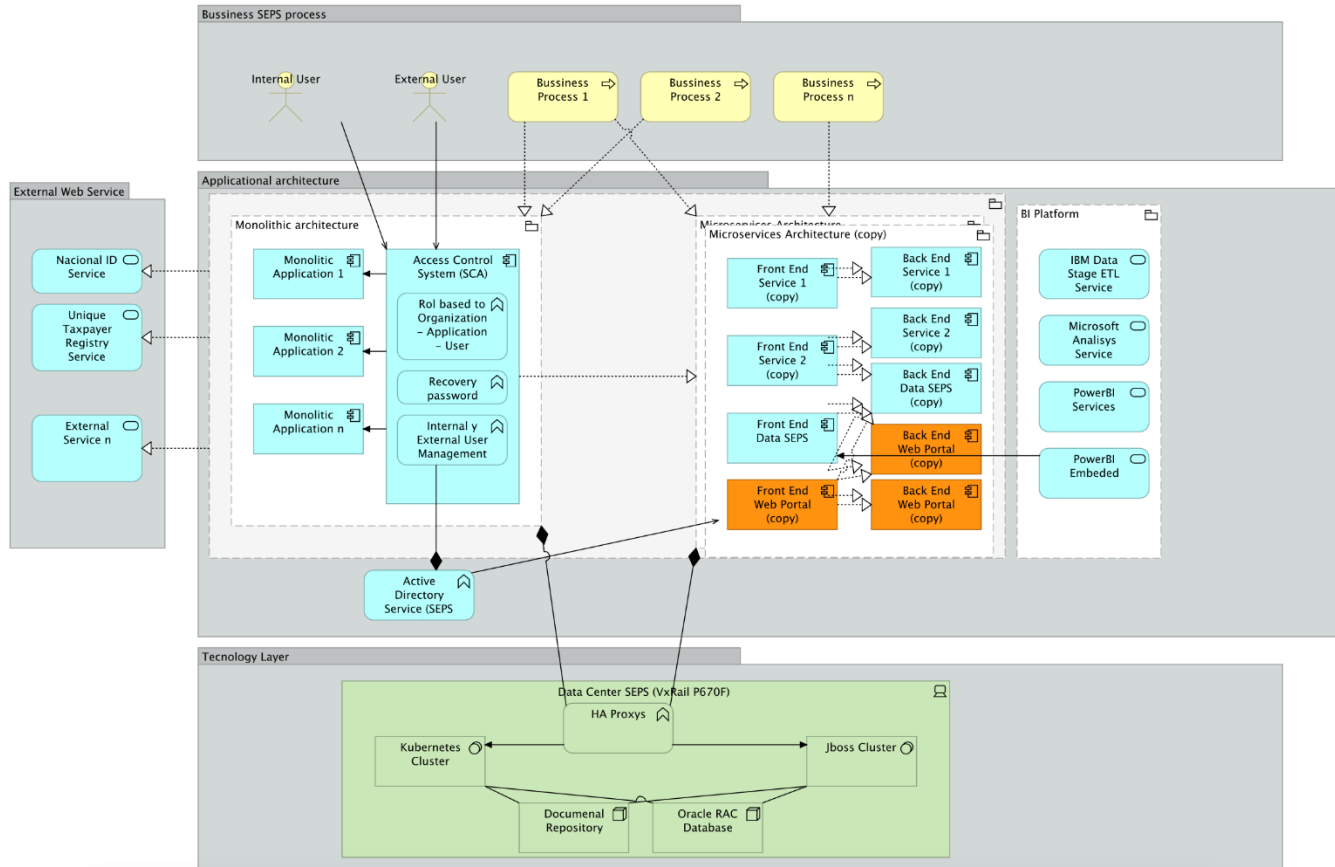 Bussiness SEPS process
Internal User
External User
Bussiness
Process 1
Bussiness
Process 2
Bussiness
Process n
External Web Service
Nacional ID
Service
Unique
Taxpayer
Registry
Service
External
Service n
Applicational architecture
Monolithic architecture
Monolitic
Application 1
Monolitic
Application 2
Monolitic
Application n
Access Control
System (SCA)
Rol based to
Organization
- Application
- User
Recovery
password
Internal y
External User
Management
Active
Directory
Service (SEPS
Microservices Architecture
Microservices Architecture (copy)
Front End
Service 1
(copy)
Back End
Service 1
(copy)
Front End
Service 2
(copy)
Back End
Service 2
(copy)
Back End
Data SEPS
(copy)
Front End
Data SEPS
Back End
Web Portal
(copy)
Front End
Web Portal
(copy)
Back End
Web Portal
(copy)
BI Platform
IBM Data
Stage ETL
Service
Microsoft
Analisys
Service
PowerBI
Services
PowerBI
Embeded
Tecnology Layer
Data Center SEPS (VxRail P670F)
HA Proxys
Kubernetes
Cluster
Jboss Cluster
Documenal
Repository
Oracle RAC
Database